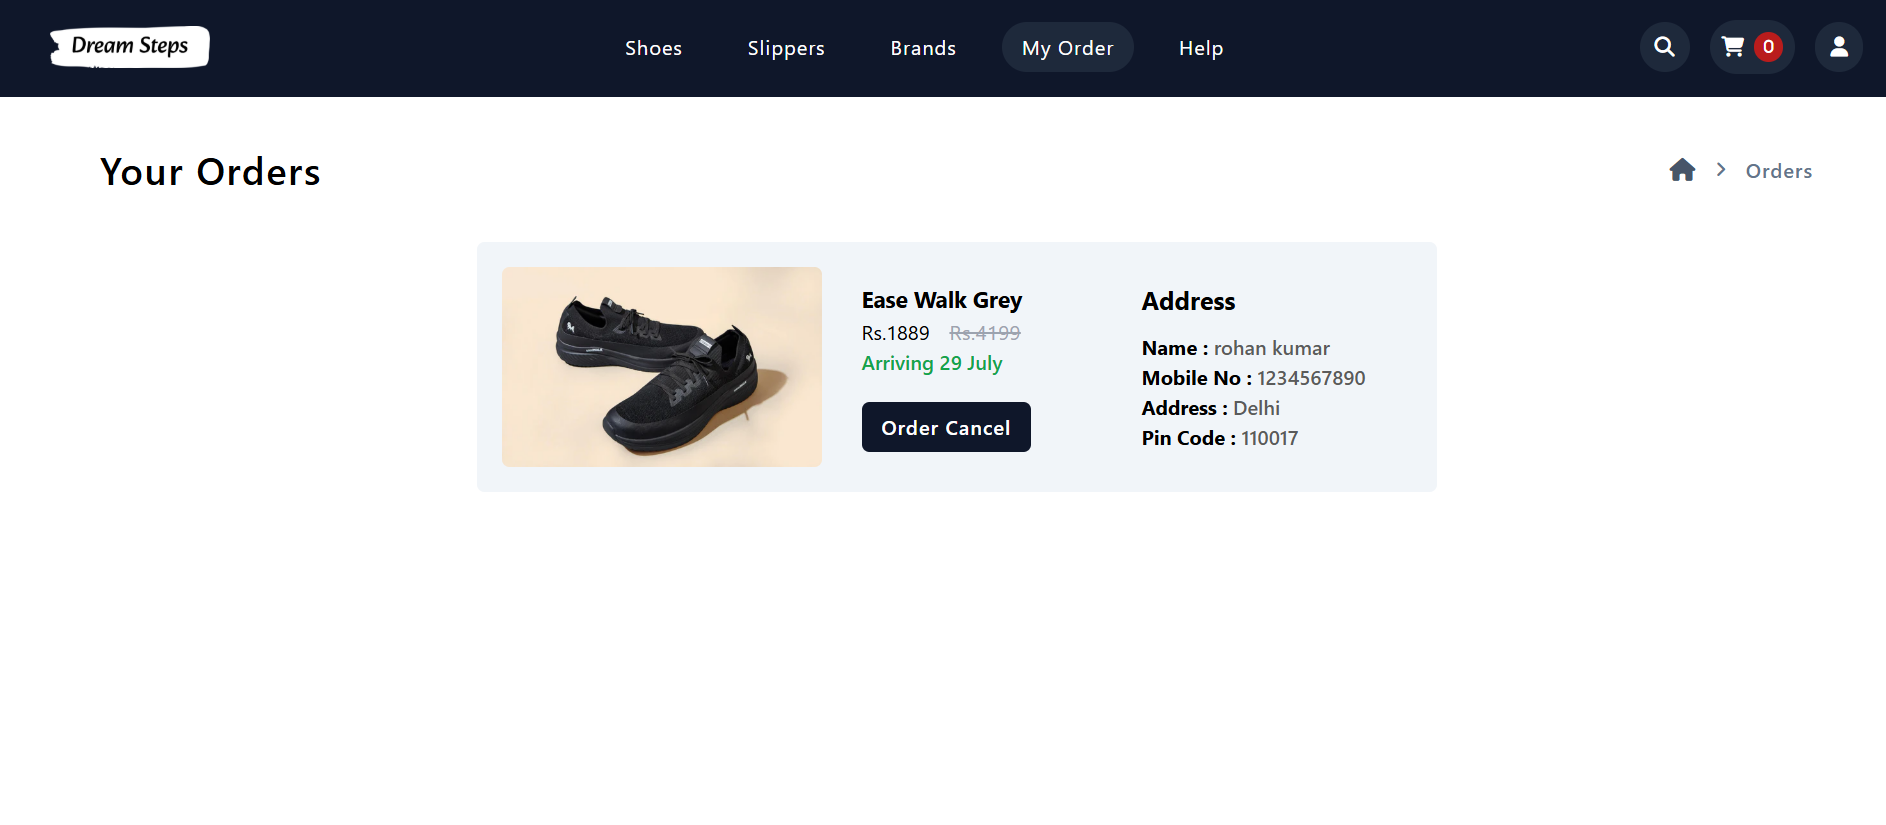 Dream Steps
Shoes
Slippers
Brands
My Order
Help
0
Your Orders
Orders
Ease Walk Grey
Rs.1889 Rs.4199
Arriving 29 July
Order Cancel
Address
Name : rohan kumar
Mobile No : 1234567890
Address : Delhi
Pin Code : 110017